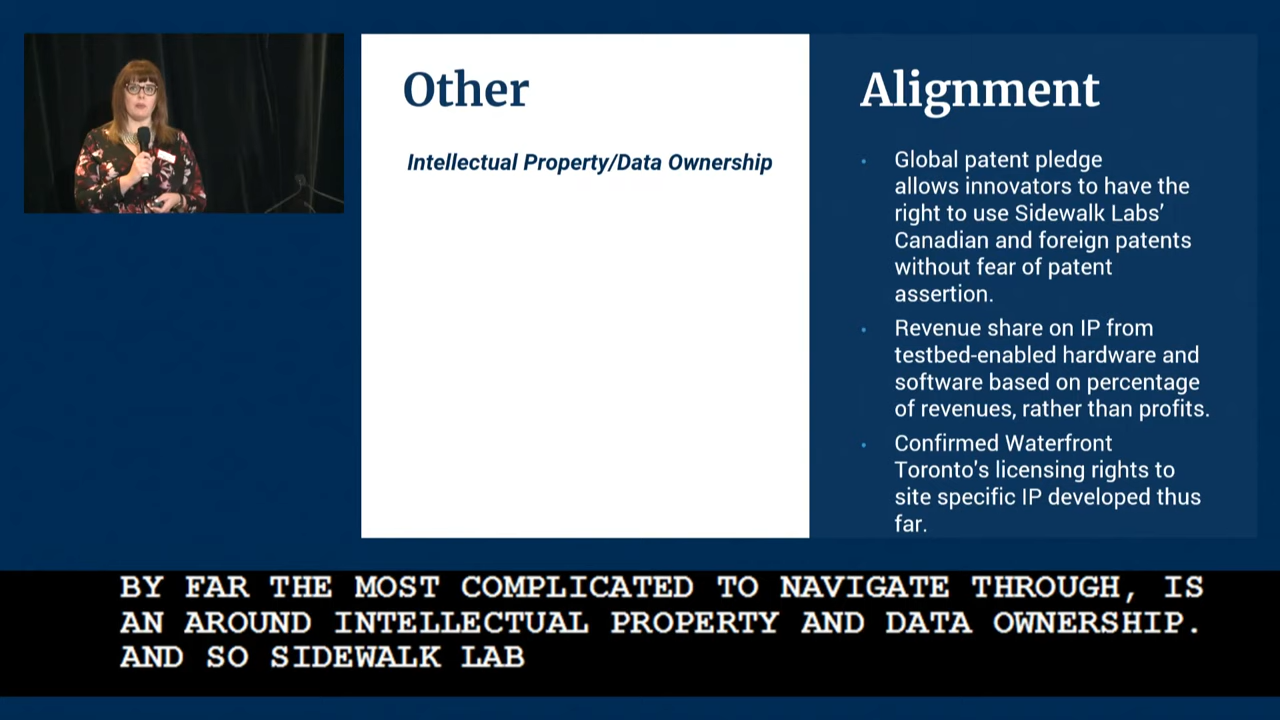 Other
Intellectual Property/Data Ownership
Alignment
• Global patent pledge
allows innovators to have the
right to use Sidewalk Labs’
Canadian and foreign patents
without fear of patent
assertion.
• Revenue share on IP from
testbed-enabled hardware and
software based on percentage
of revenues, rather than profits.
• Confirmed Waterfront
Toronto's licensing rights to
site specific IP developed thus
far.
BY FAR THE MOST COMPLICATED TO NAVIGATE THROUGH, IS
AN AROUND INTELLECTUAL PROPERTY AND DATA OWNERSHIP.
AND SO SIDEWALK LAB